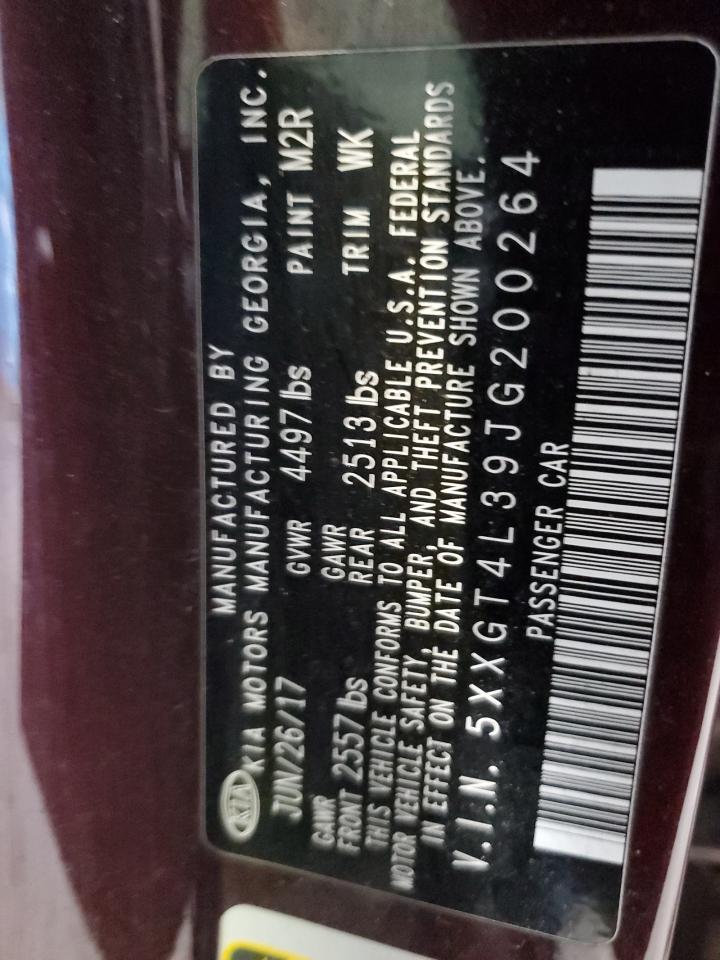 KIA
MANUFACTURED BY
KIA MOTORS MANUFACTURING GEORGIA, INC.
JUN/26/17 GVWR 4497 lbs PAINT M2R
GAWR FRONT 2557 lbs GAWR REAR 2513 lbs TRIM WK
THIS VEHICLE CONFORMS TO ALL APPLICABLE U.S.A. FEDERAL
MOTOR VEHICLE SAFETY, BUMPER, AND THEFT PREVENTION STANDARDS
IN EFFECT ON THE DATE OF MANUFACTURE SHOWN ABOVE.
V.I.N. 5XXGT4L39JG200264
PASSENGER CAR